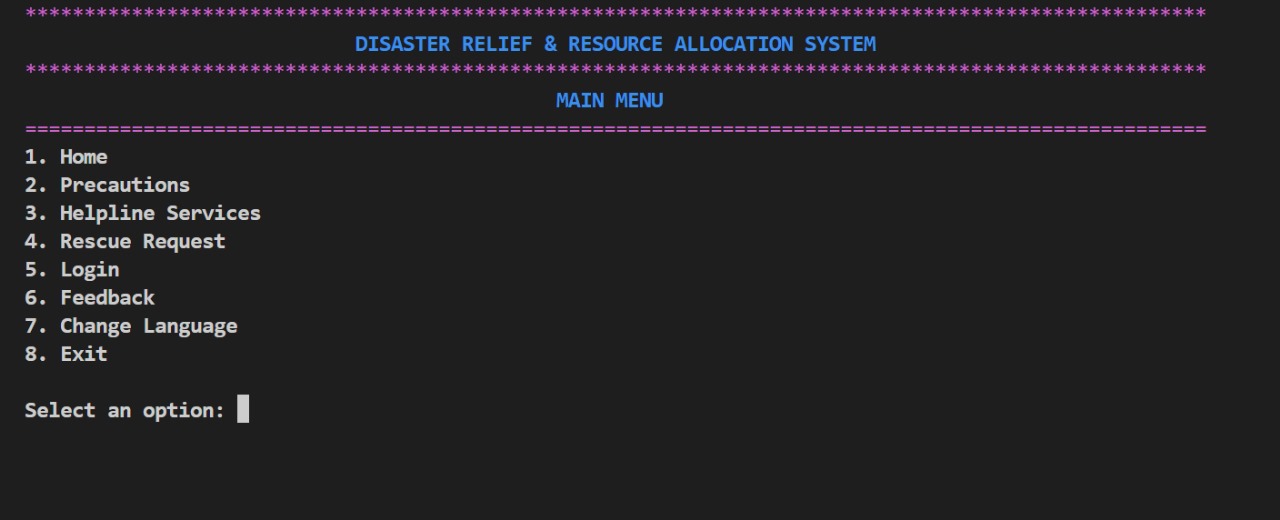 ****************************************************************************************************
DISASTER RELIEF & RESOURCE ALLOCATION SYSTEM
****************************************************************************************************
MAIN MENU
====================================================================================================
1. Home
2. Precautions
3. Helpline Services
4. Rescue Request
5. Login
6. Feedback
7. Change Language
8. Exit
Select an option: